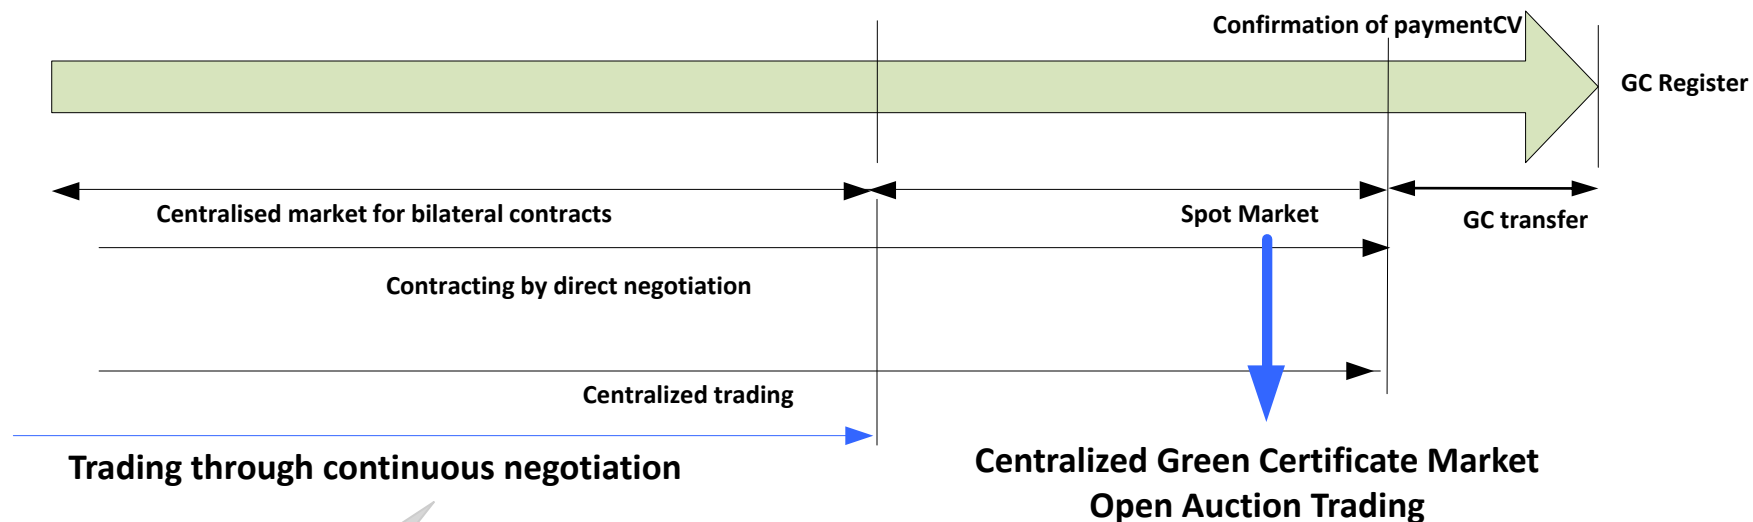 Confirmation of paymentCV
GC Register
Centralised market for bilateral contracts
Spot Market
GC transfer
Contracting by direct negotiation
Centralized trading
Trading through continuous negotiation
Centralized Green Certificate Market
Open Auction Trading